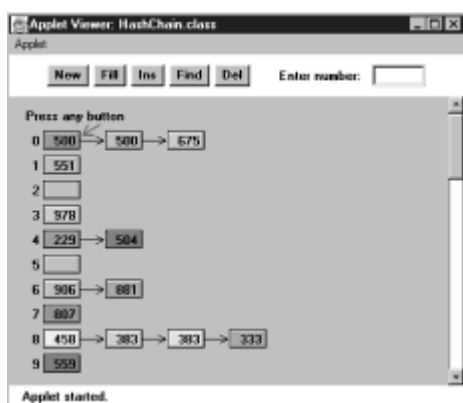 Applet Viewer: HashChain.class
Applet
New Fill Ins Find Del Enter number:
Press any button
0 500 500 675
1 551
2
3 978
4 229 504
5
6 906 881
7 807
8 458 383 383 333
9 559
Applet started.